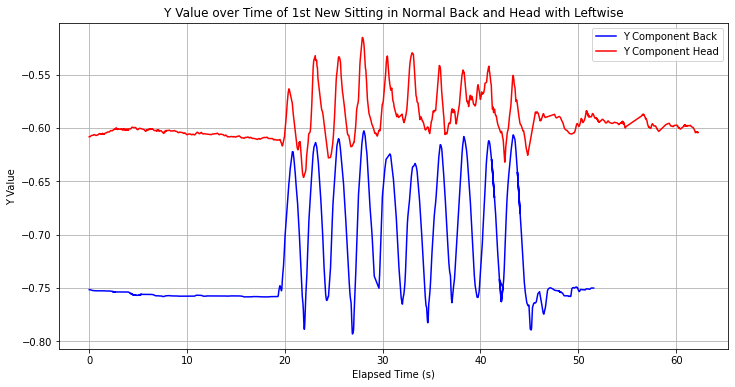 Y Value over Time of 1st New Sitting in Normal Back and Head with Leftwise
Y Component Back
Y Component Head
−0.55
−0.60
−0.65
−0.70
−0.75
−0.80
Y Value
0
10
20
30
40
50
60
Elapsed Time (s)